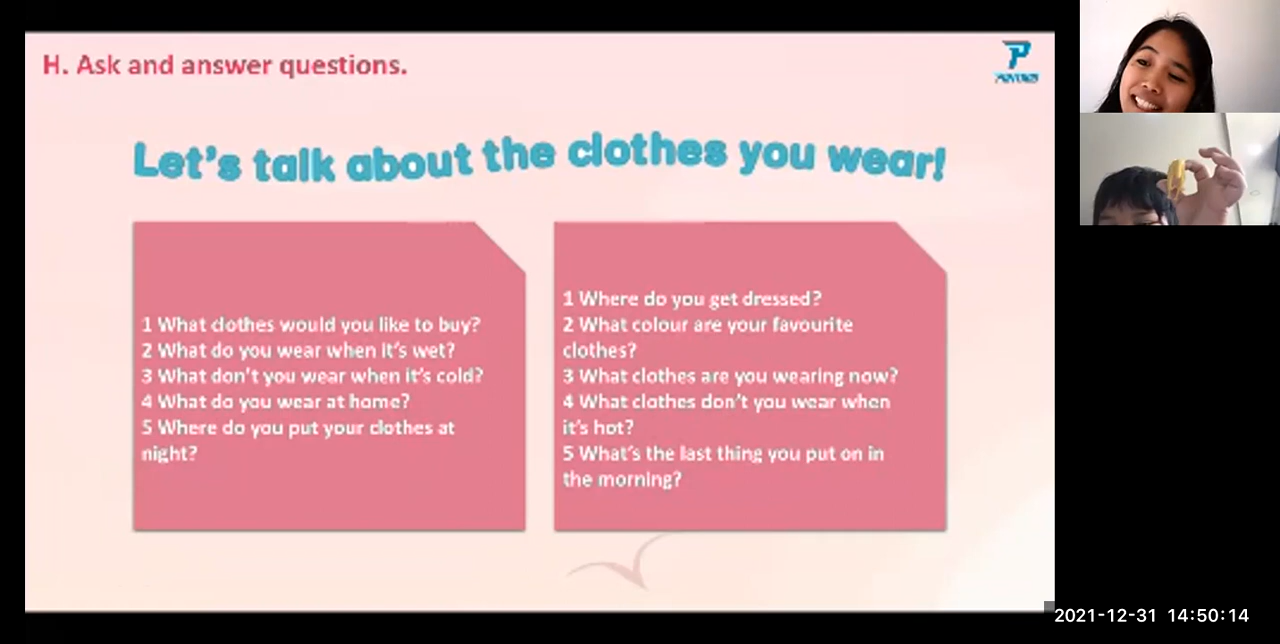 H. Ask and answer questions.
Let's talk about the clothes you wear!
1 What clothes would you like to buy?
2 What do you wear when it's wet?
3 What don't you wear when it's cold?
4 What do you wear at home?
5 Where do you put your clothes at
night?
1 Where do you get dressed?
2 What colour are your favourite
clothes?
3 What clothes are you wearing now?
4 What clothes don't you wear when
it's hot?
5 What's the last thing you put on in
the morning?
2021-12-31 14:50:14